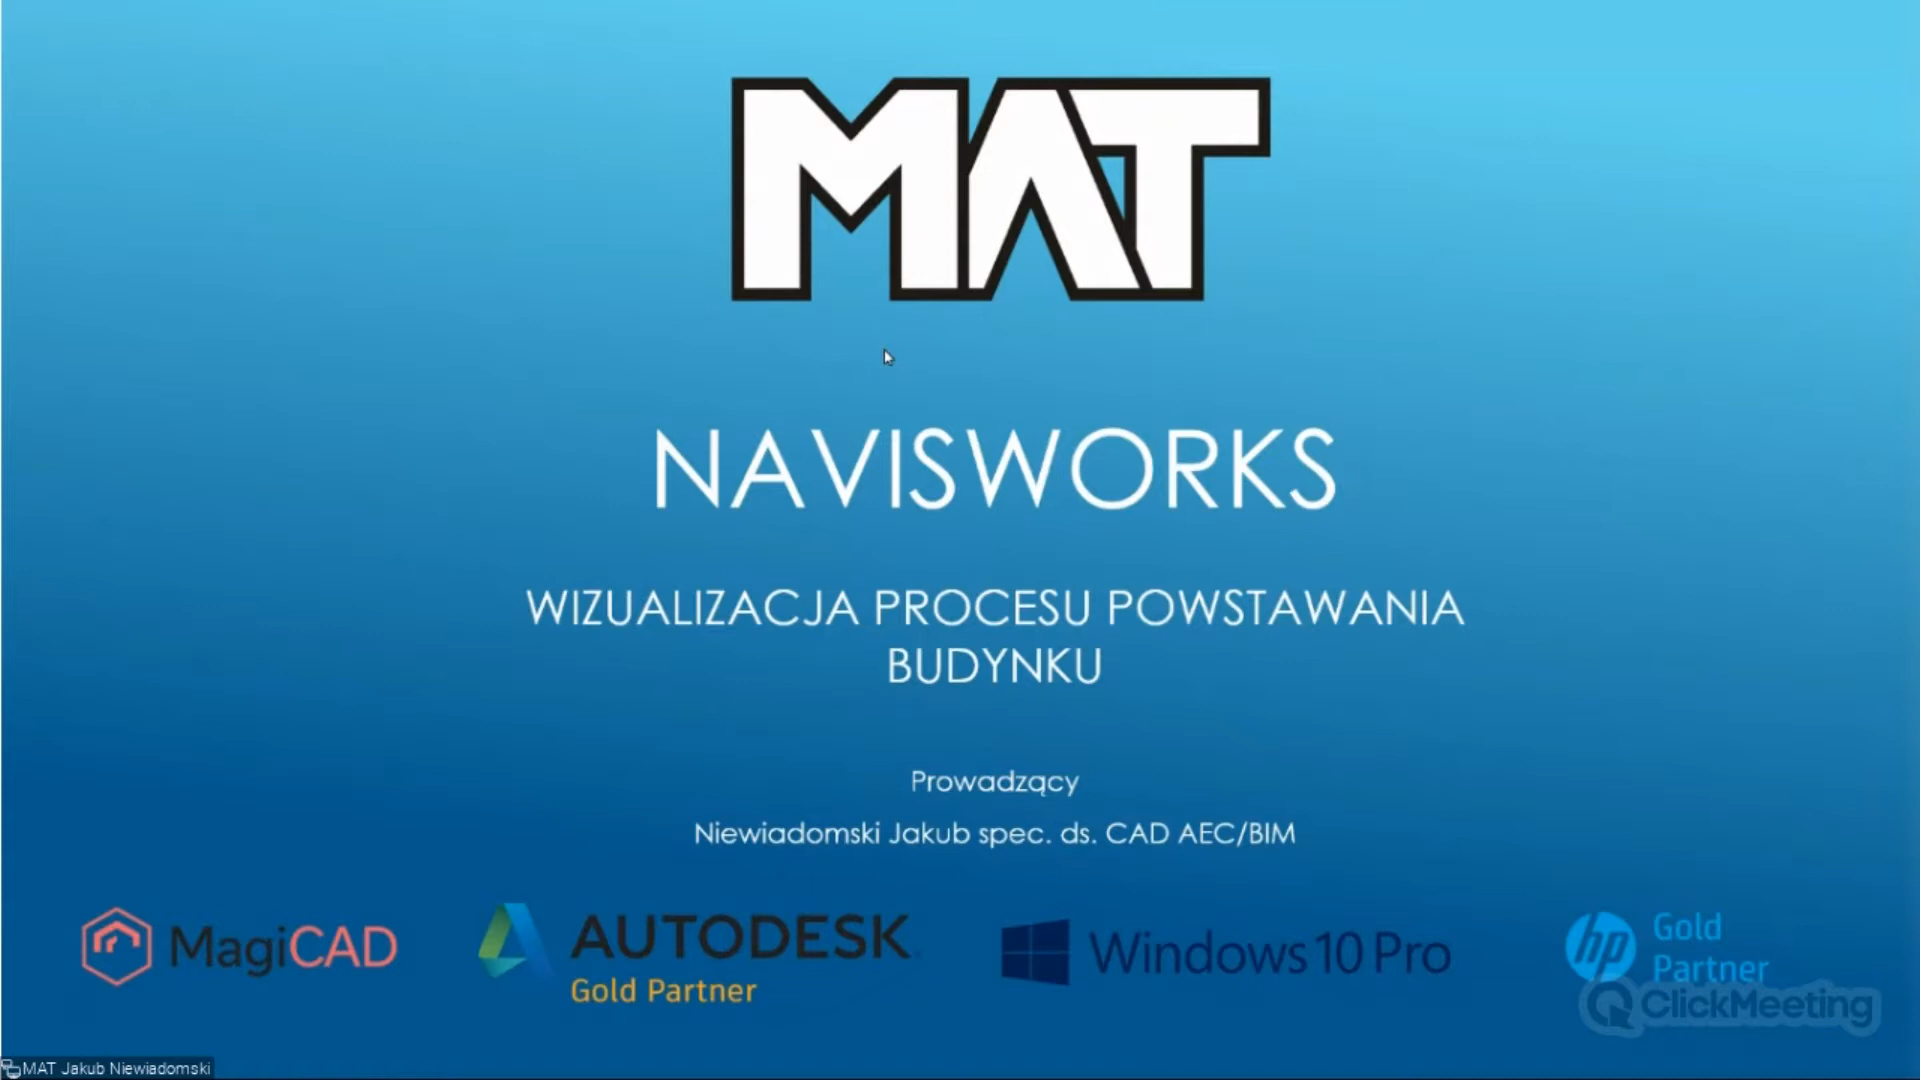 MAT
NAVISWORKS
WIZUALIZACJA PROCESU POWSTAWANIA
BUDYNKU
Prowadzący
Niewiadomski Jakub spec. ds. CAD AEC/BIM
MagiCAD
AUTODESK
Gold Partner
Windows 10 Pro
hp
Gold
Partner
ClickMeeting
MAT Jakub Niewiadomski